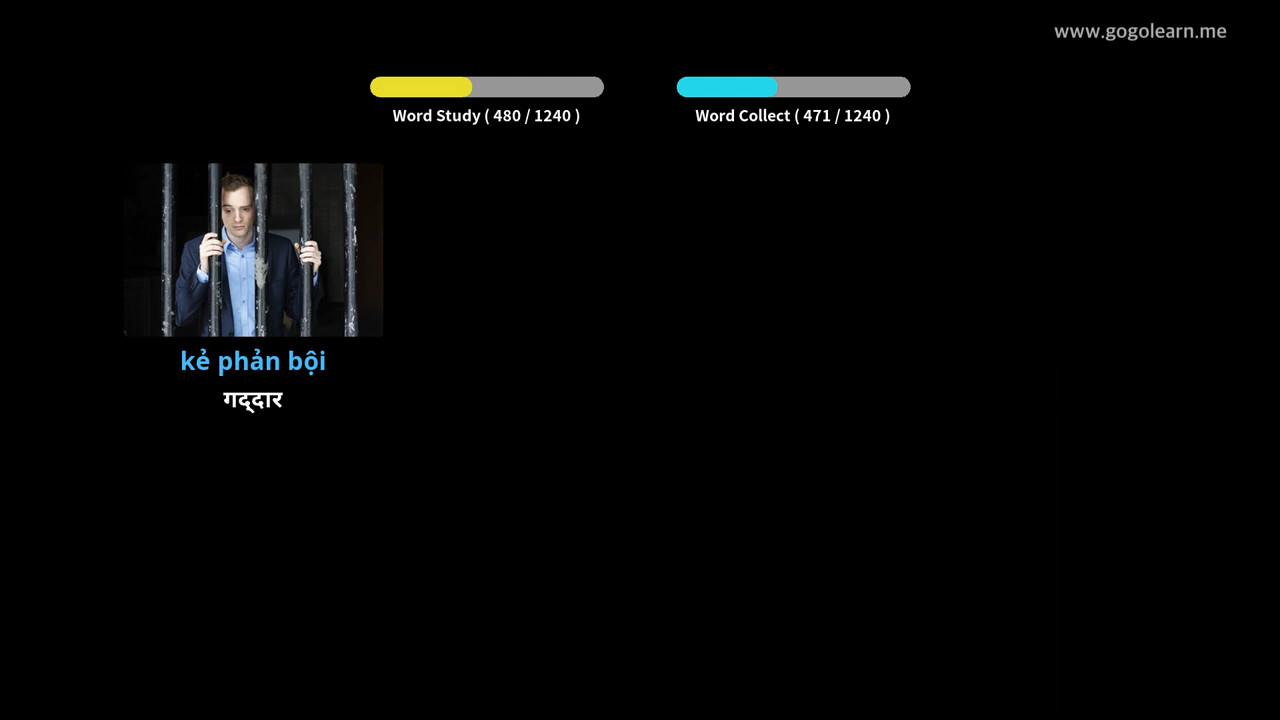 www.gogolearn.me
Word Study ( 480 / 1240 )
Word Collect ( 471 / 1240 )
kẻ phản bội
गद्दार